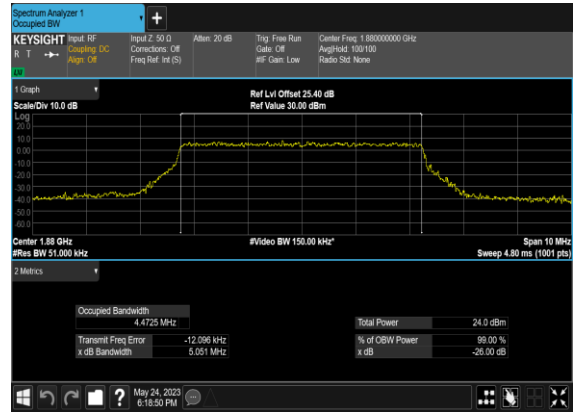 Spectrum Analyzer 1
Occupied BW
+
KEYSIGHT
R T
LW
Input: RF
Coupling: DC
Align: Off
Input Z: 50 Ω
Corrections: Off
Freq Ref: Int (S)
Atten: 20 dB
Trig: Free Run
Gate: Off
#IF Gain: Low
Center Freq: 1.880000000 GHz
Avg|Hold: 100/100
Radio Std: None
1 Graph
Scale/Div 10.0 dB
Ref Lvl Offset 25.40 dB
Ref Value 30.00 dBm
Log
20.0
10.0
0.00
-10.0
-20.0
-30.0
-40.0
-50.0
-60.0
Center 1.88 GHz
#Res BW 51.000 kHz
#Video BW 150.00 kHz*
Span 10 MHz
Sweep 4.80 ms (1001 pts)
2 Metrics
Occupied Bandwidth
4.4725 MHz
Transmit Freq Error -12.096 kHz
x dB Bandwidth 5.051 MHz
Total Power 24.0 dBm
% of OBW Power 99.00 %
x dB -26.00 dB
?
May 24, 2023
6:18:50 PM